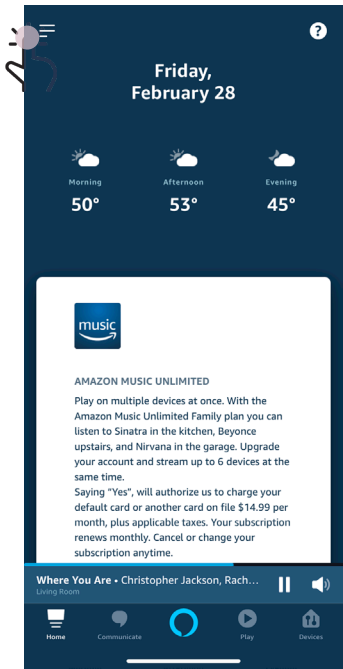 ?
Friday,
February 28
Morning
Afternoon
Evening
50°
53°
45°
music
AMAZON MUSIC UNLIMITED
Play on multiple devices at once. With the
Amazon Music Unlimited Family plan you can
listen to Sinatra in the kitchen, Beyonce
upstairs, and Nirvana in the garage. Upgrade
your account and stream up to 6 devices at the
same time.
Saying “Yes”, will authorize us to charge your
default card or another card on file $14.99 per
month, plus applicable taxes. Your subscription
renews monthly. Cancel or change your
subscription anytime.
Where You Are • Christopher Jackson, Rach...
Living Room
Home
Communicate
Play
Devices